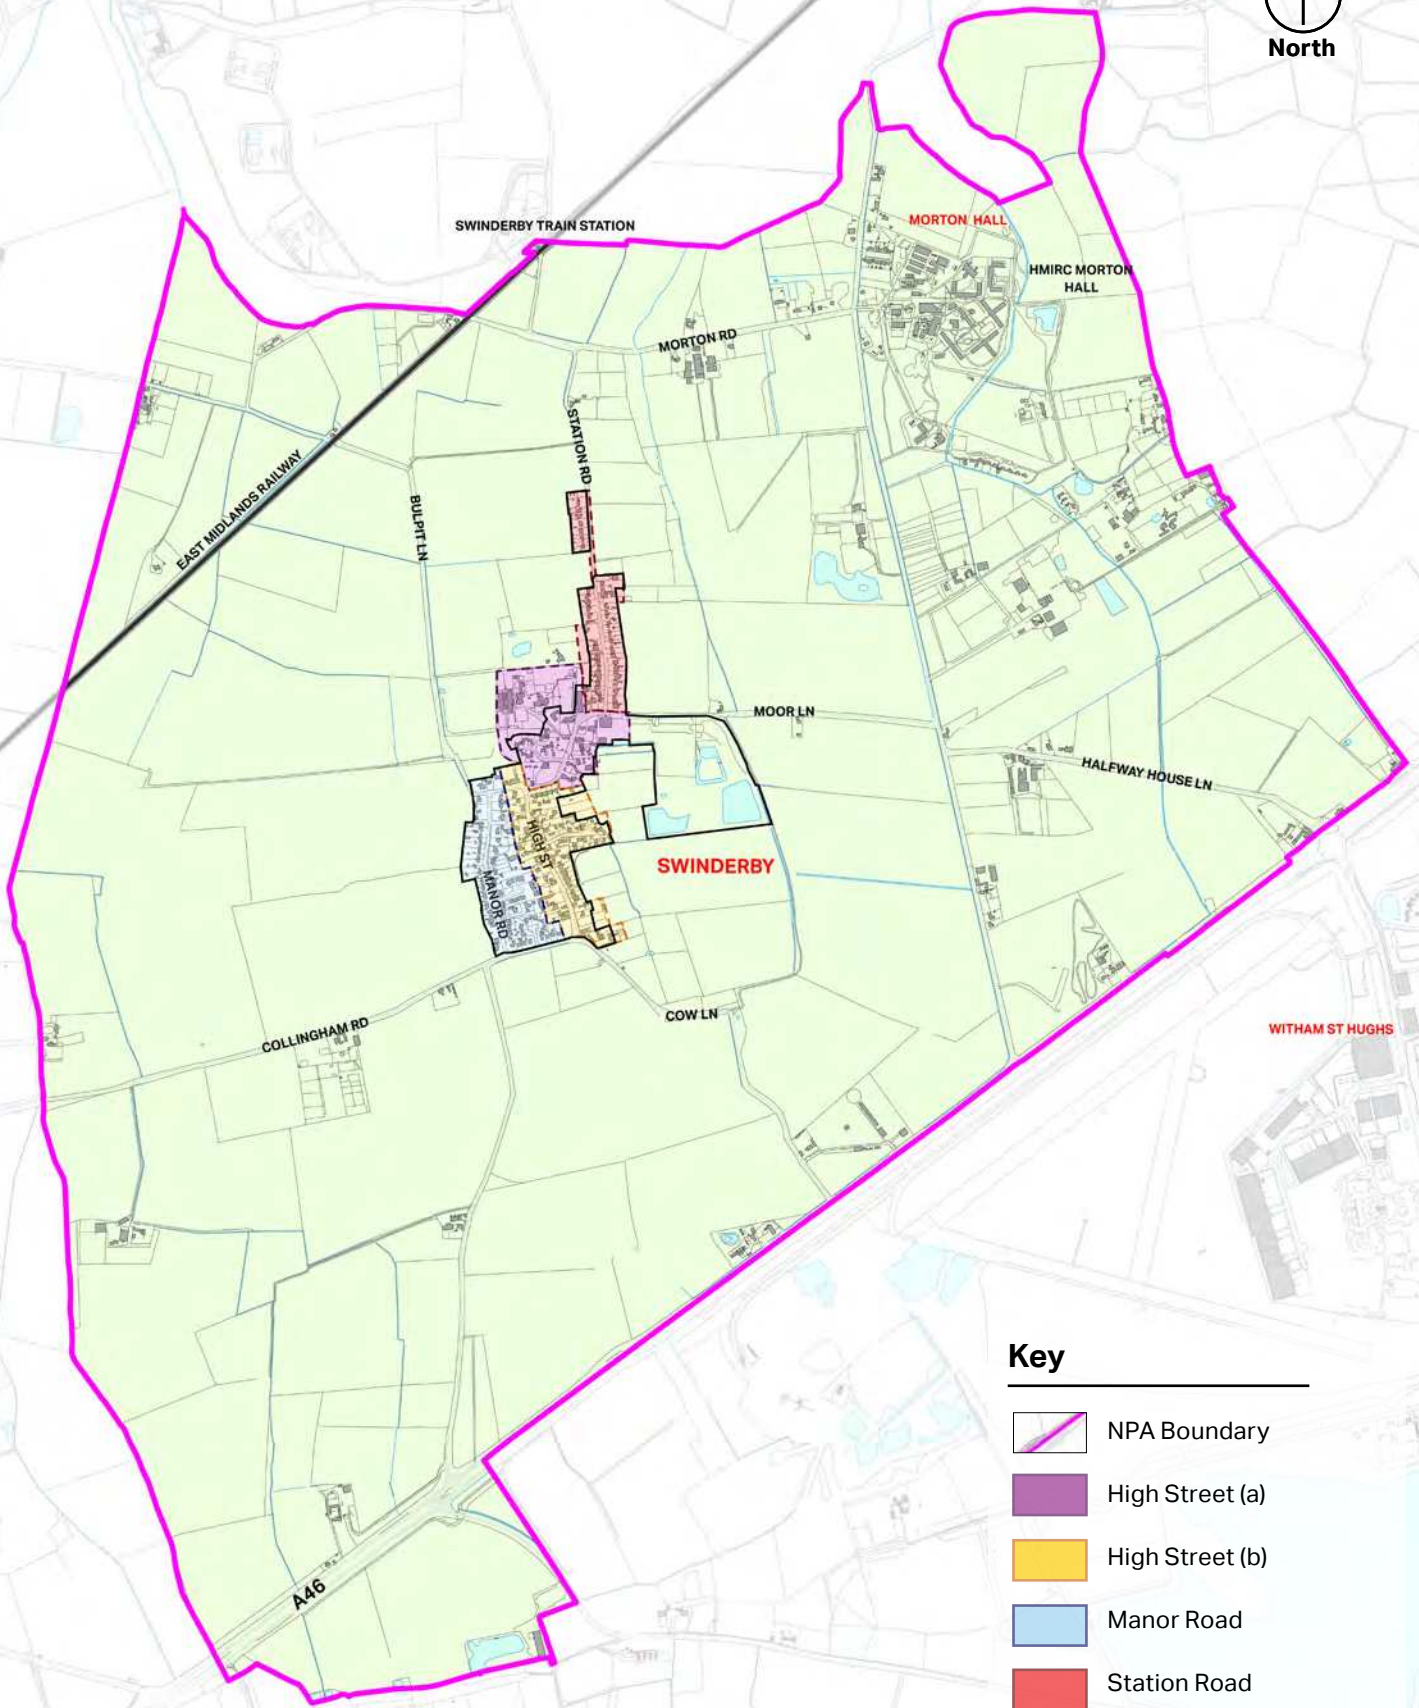 North
SWINDERBY TRAIN STATION
MORTON HALL
HMIRC MORTON
HALL
MORTON RD
STATION RD
EAST MIDLANDS RAILWAY
BULPIT LN
MOOR LN
HALFWAY HOUSE LN
HIGH ST
SWINDERBY
MANOR RD
COW LN
COLLINGHAM RD
WITHAM ST HUGHS
A46
Key
NPA Boundary
High Street (a)
High Street (b)
Manor Road
Station Road